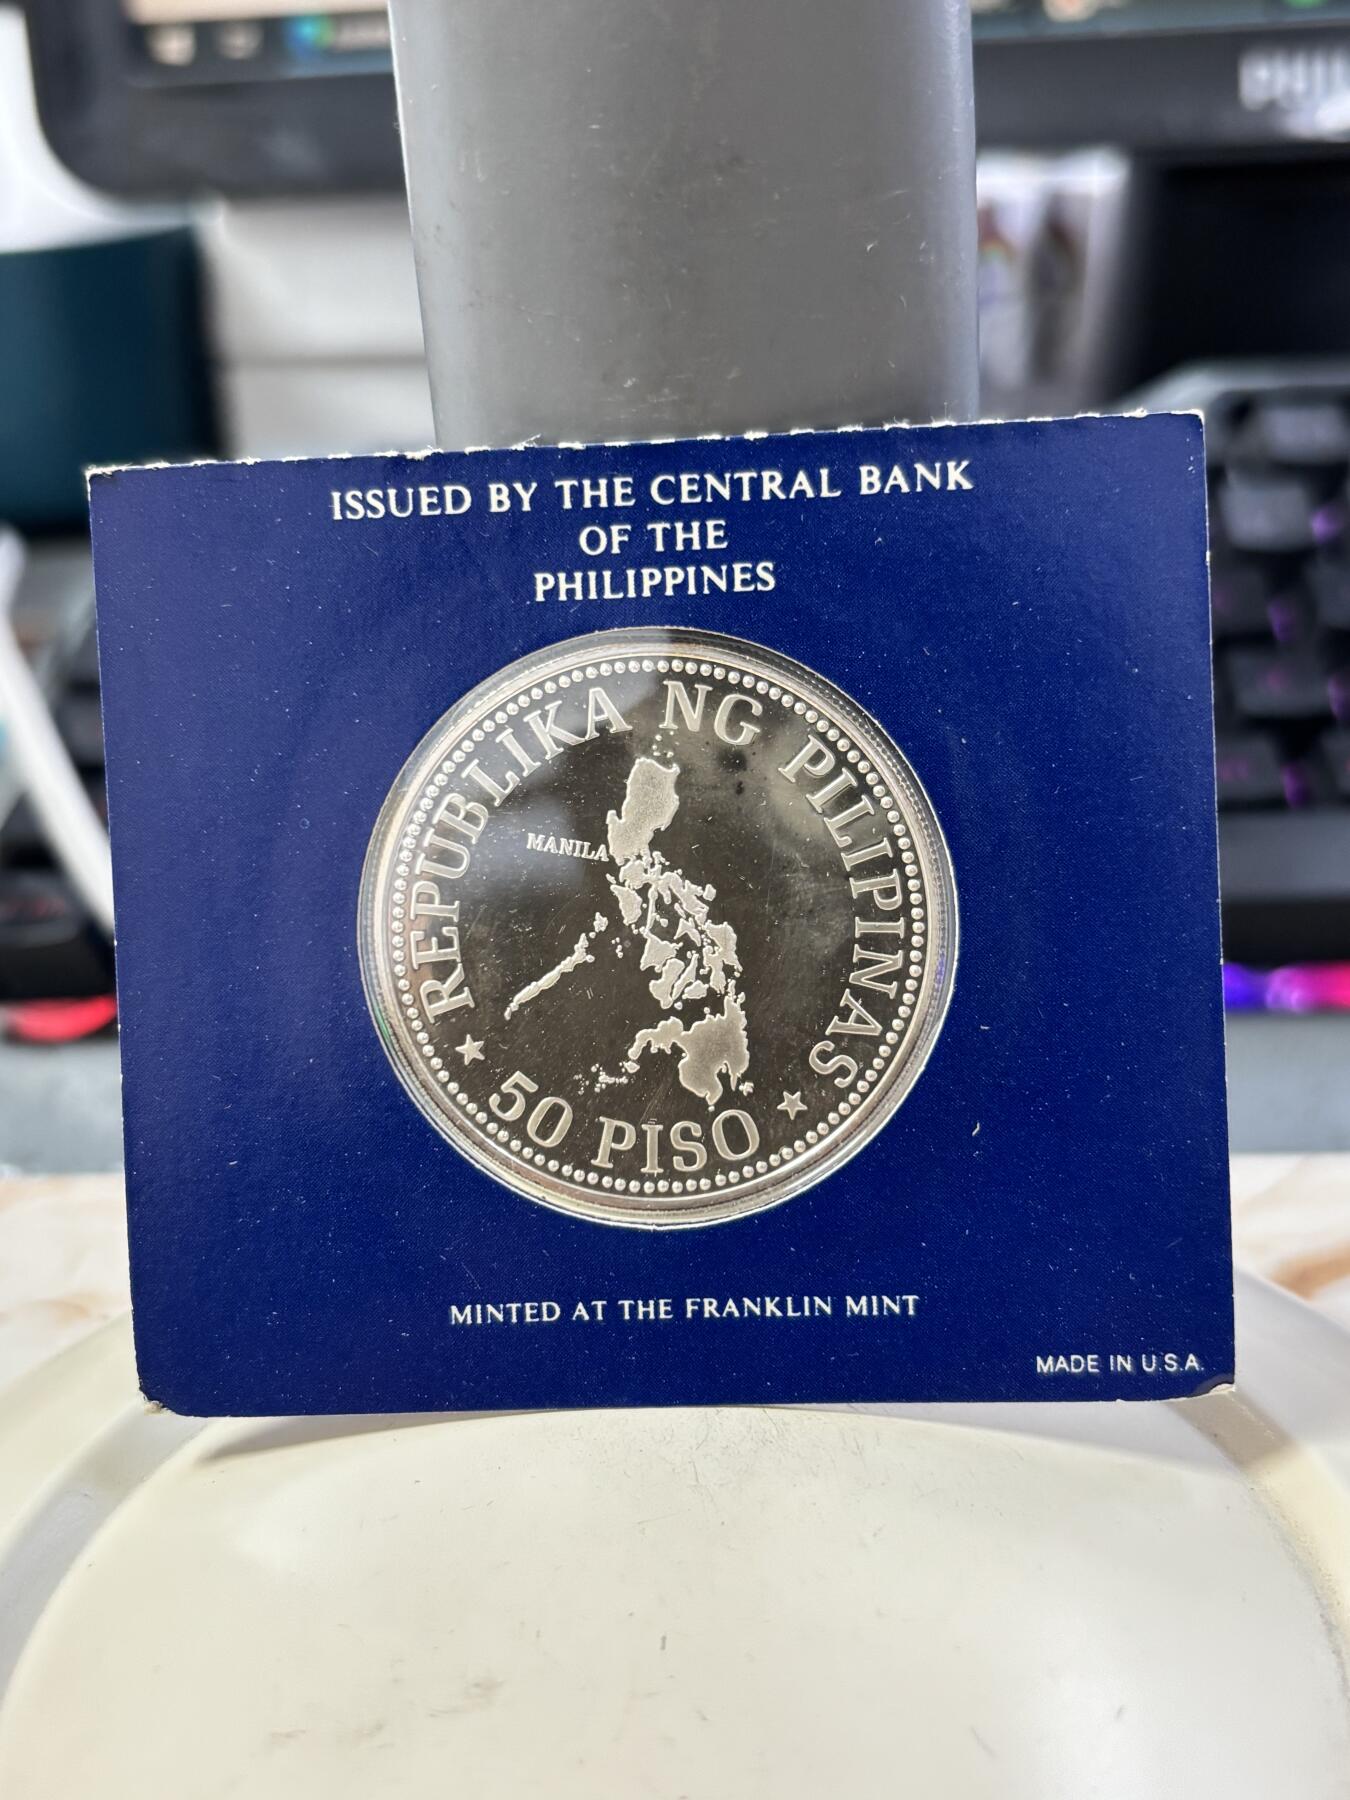 ISSUED BY THE CENTRAL BANK
OF THE
PHILIPPINES
REPUBLIKA NG PILIPINAS
MANILA
50 PISO
MINTED AT THE FRANKLIN MINT
MADE IN U.S.A.